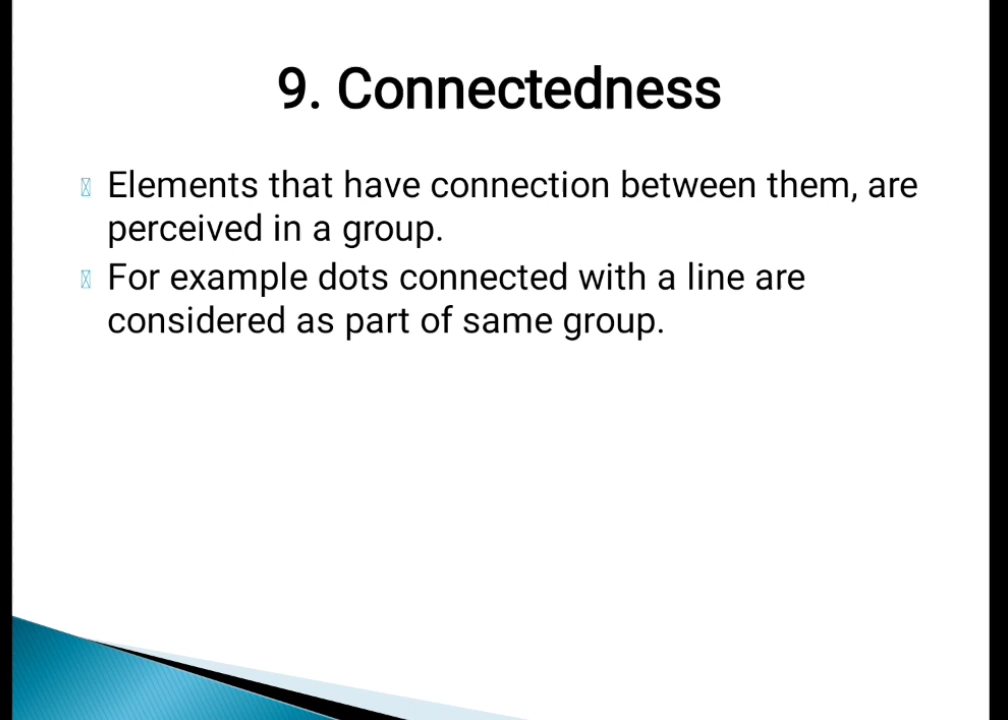 9. Connectedness
Elements that have connection between them, are
perceived in a group.
For example dots connected with a line are
considered as part of same group.